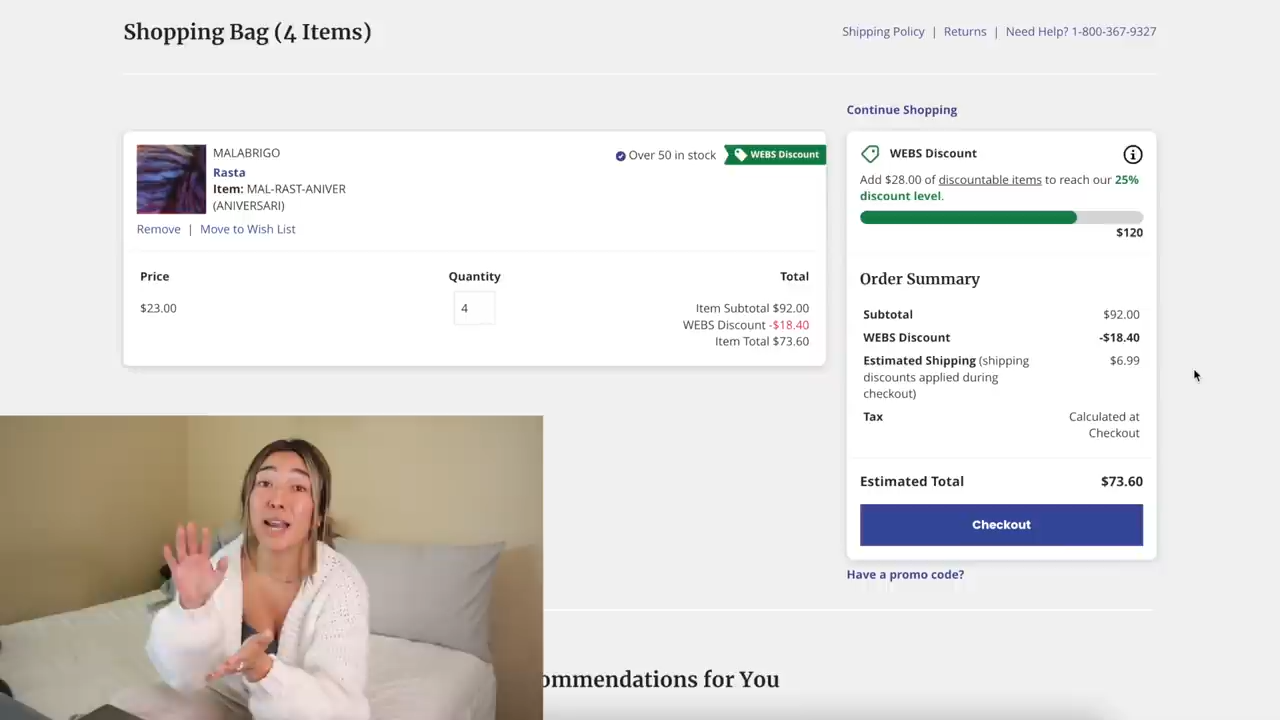 Shopping Bag (4 Items)
Shipping Policy | Returns | Need Help? 1-800-367-9327
Continue Shopping
MALABRIGO
Rasta
Item: MAL-RAST-ANIVER
(ANIVERSARI)
Remove | Move to Wish List
Over 50 in stock
WEBS Discount
Price
Quantity
Total
$23.00
4
Item Subtotal $92.00
WEBS Discount -$18.40
Item Total $73.60
WEBS Discount
Add $28.00 of discountable items to reach our 25%
discount level.
$120
Order Summary
Subtotal $92.00
WEBS Discount -$18.40
Estimated Shipping (shipping $6.99
discounts applied during
checkout)
Tax Calculated at
Checkout
Estimated Total $73.60
Checkout
Have a promo code?
ommendations for You